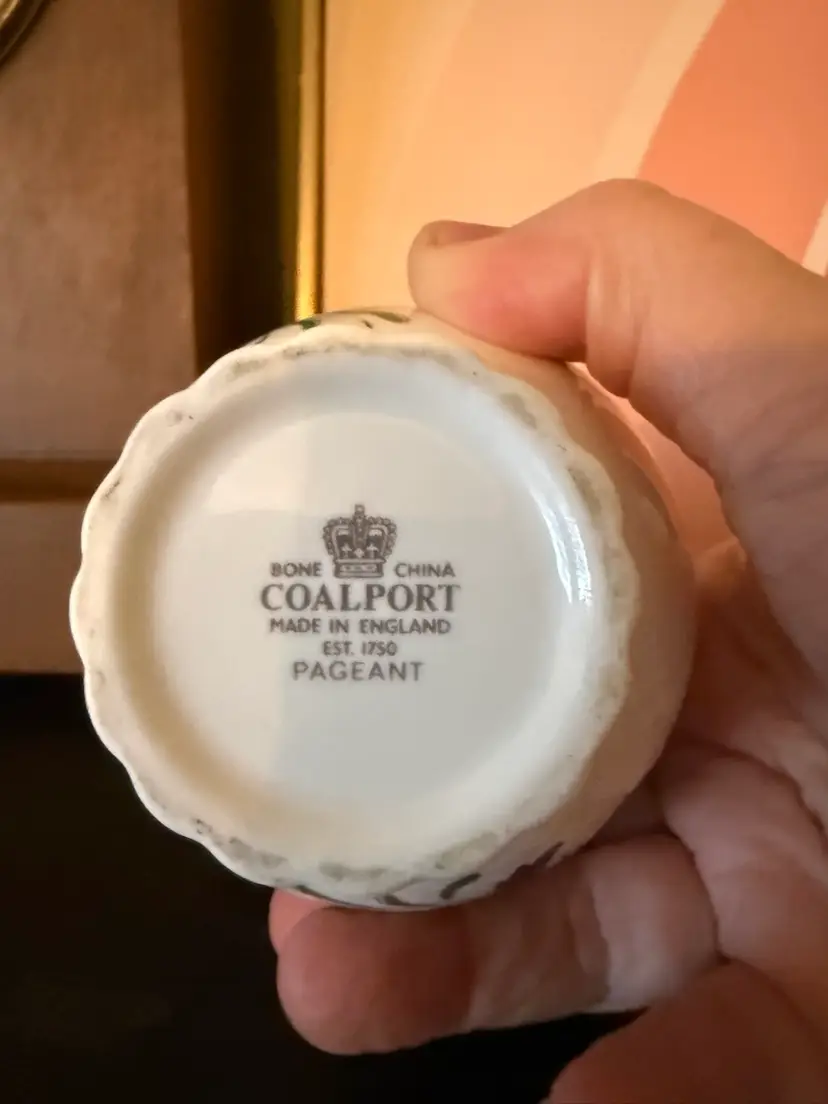 BONE CHINA
COALPORT
MADE IN ENGLAND
EST. 1750
PAGEANT